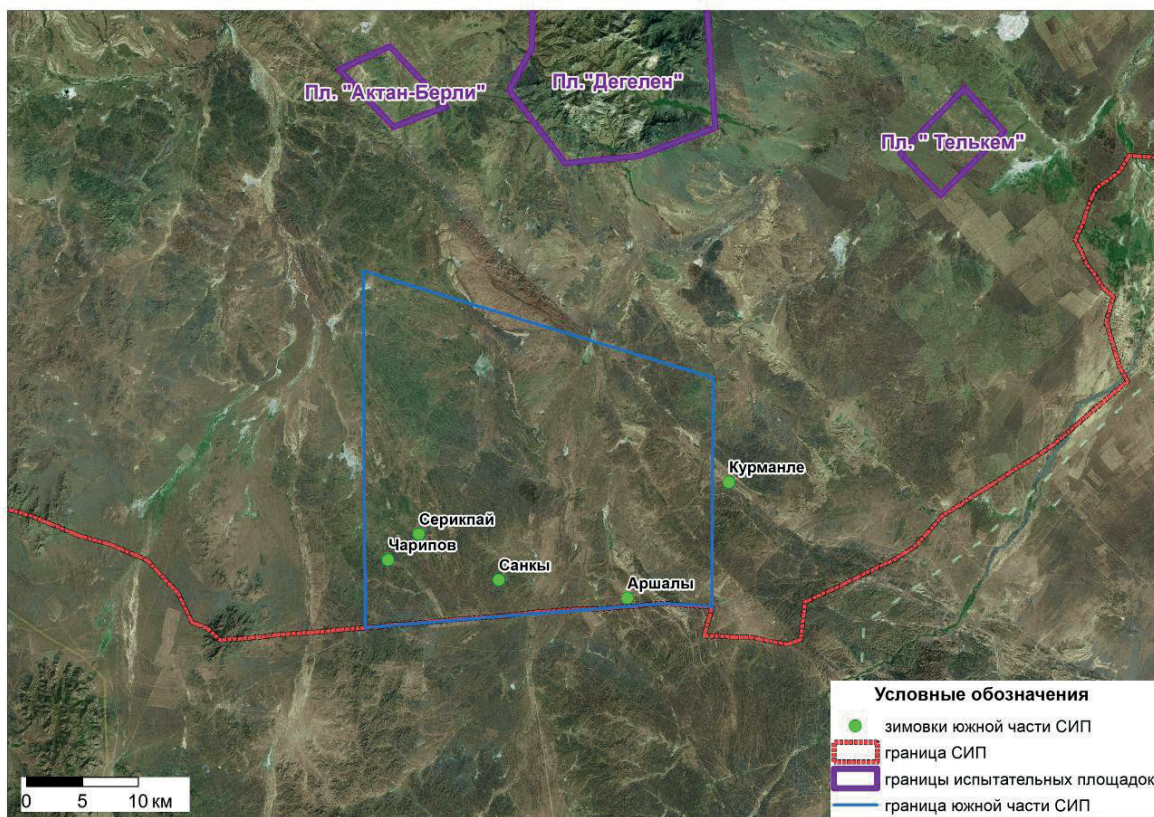 Пл. "Актан-Берли"
Пл."Дегелен"
Пл. " Телькем"
Курманле
Серикпай
Чарипов
Санкы
Аршалы
Условные обозначения
зимовки южной части СИП
граница СИП
границы испытательных площадок
граница южной части СИП
0 5 10 км